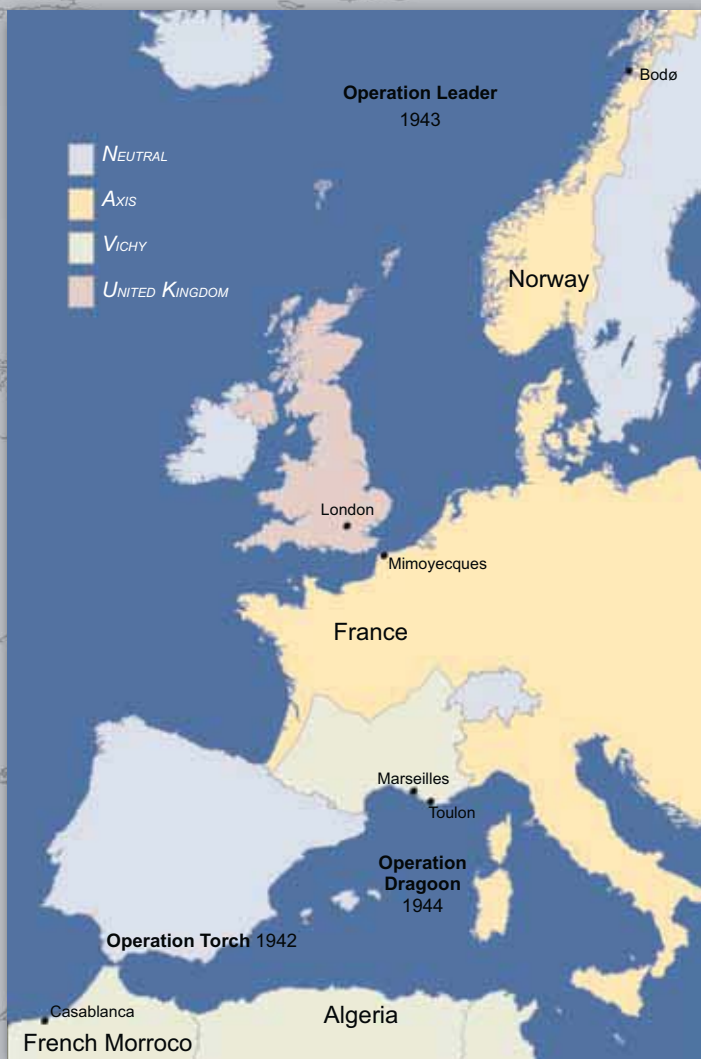 Bodø
Operation Leader
1943
NEUTRAL
AXIS
VICHY
UNITED KINGDOM
Norway
London
Mimoyecques
France
Marseilles
Toulon
Operation
Dragoon
1944
Operation Torch 1942
Casablanca
Algeria
French Morroco